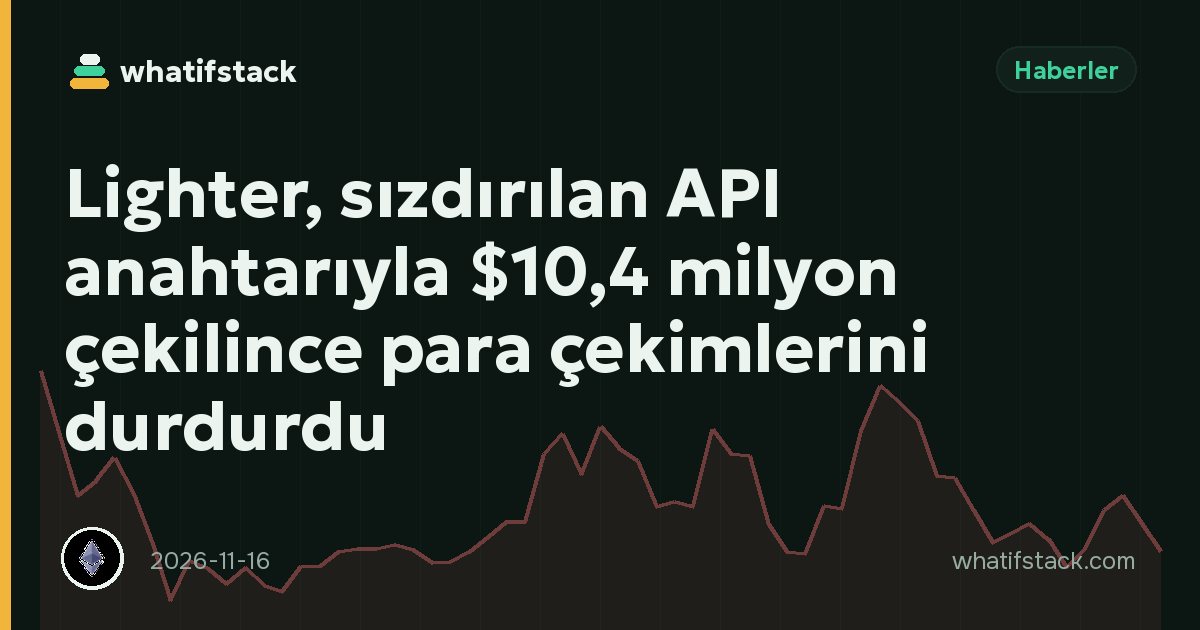 whatifstack
Haberler
Lighter, sızdırılan API
anahtarıyla $10,4 milyon
çekilince para çekimlerini
durdurdu
2026-11-16
whatifstack.com